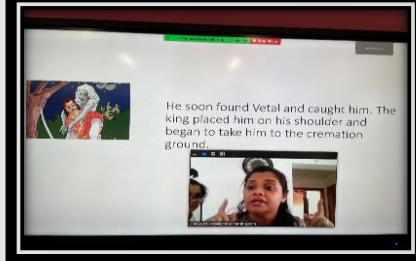 He soon found Vetal and caught him. The
king placed him on his shoulder and
began to take him to the cremation
ground.